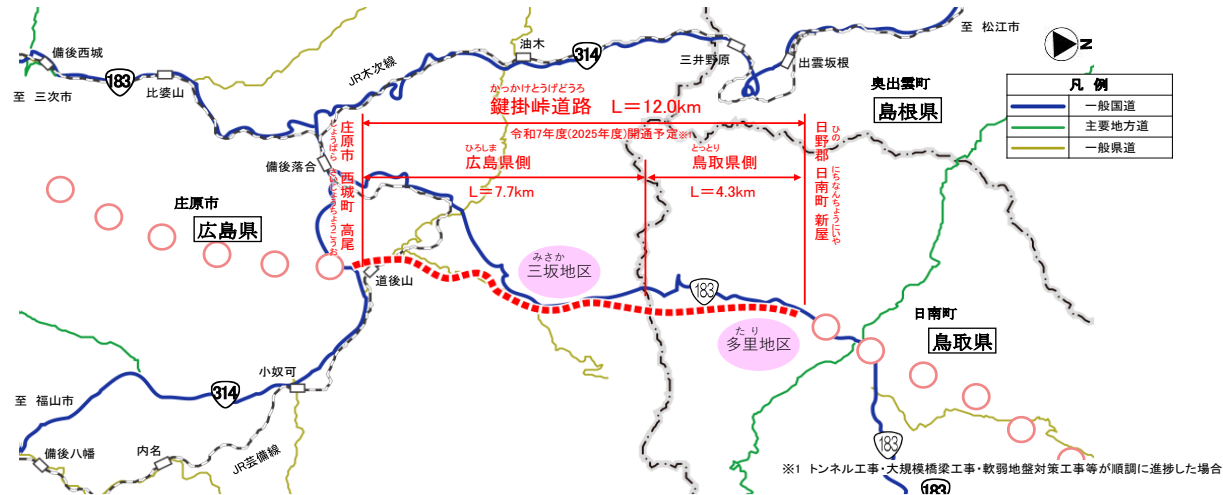 至 松江市
油木
314
備後西城
183
至 三次市
比婆山
JR木次線
三井野原
出雲坂根
奥出雲町
島根県
N
凡 例
一般国道
主要地方道
一般県道
かっかけとうげどうろ
鍵掛峠道路 L=12.0km
令和7年度(2025年度)開通予定※1
しょうばら さいじょうちょうこうお
庄原市 西城町 高尾
ひろしま
広島県側
L=7.7km
とっとり
鳥取県側
L=4.3km
ひの にちなんちょうにいや
日野郡 日南町 新屋
備後落合
庄原市
広島県
道後山
みさか
三坂地区
183
たり
多里地区
日南町
鳥取県
小奴可
314
至 福山市
備後八幡
内名
JR芸備線
183
※1 トンネル工事・大規模橋梁工事・軟弱地盤対策工事等が順調に進捗した場合
183